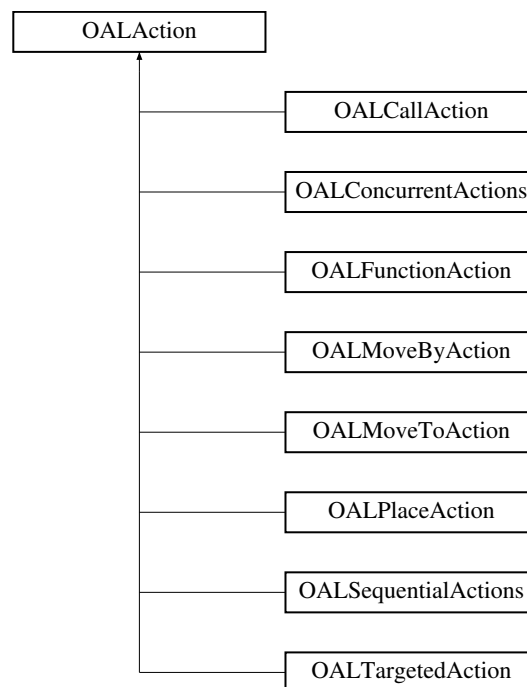 OALAction
OALCallAction
OALConcurrentActions
OALFunctionAction
OALMoveByAction
OALMoveToAction
OALPlaceAction
OALSequentialActions
OALTargetedAction